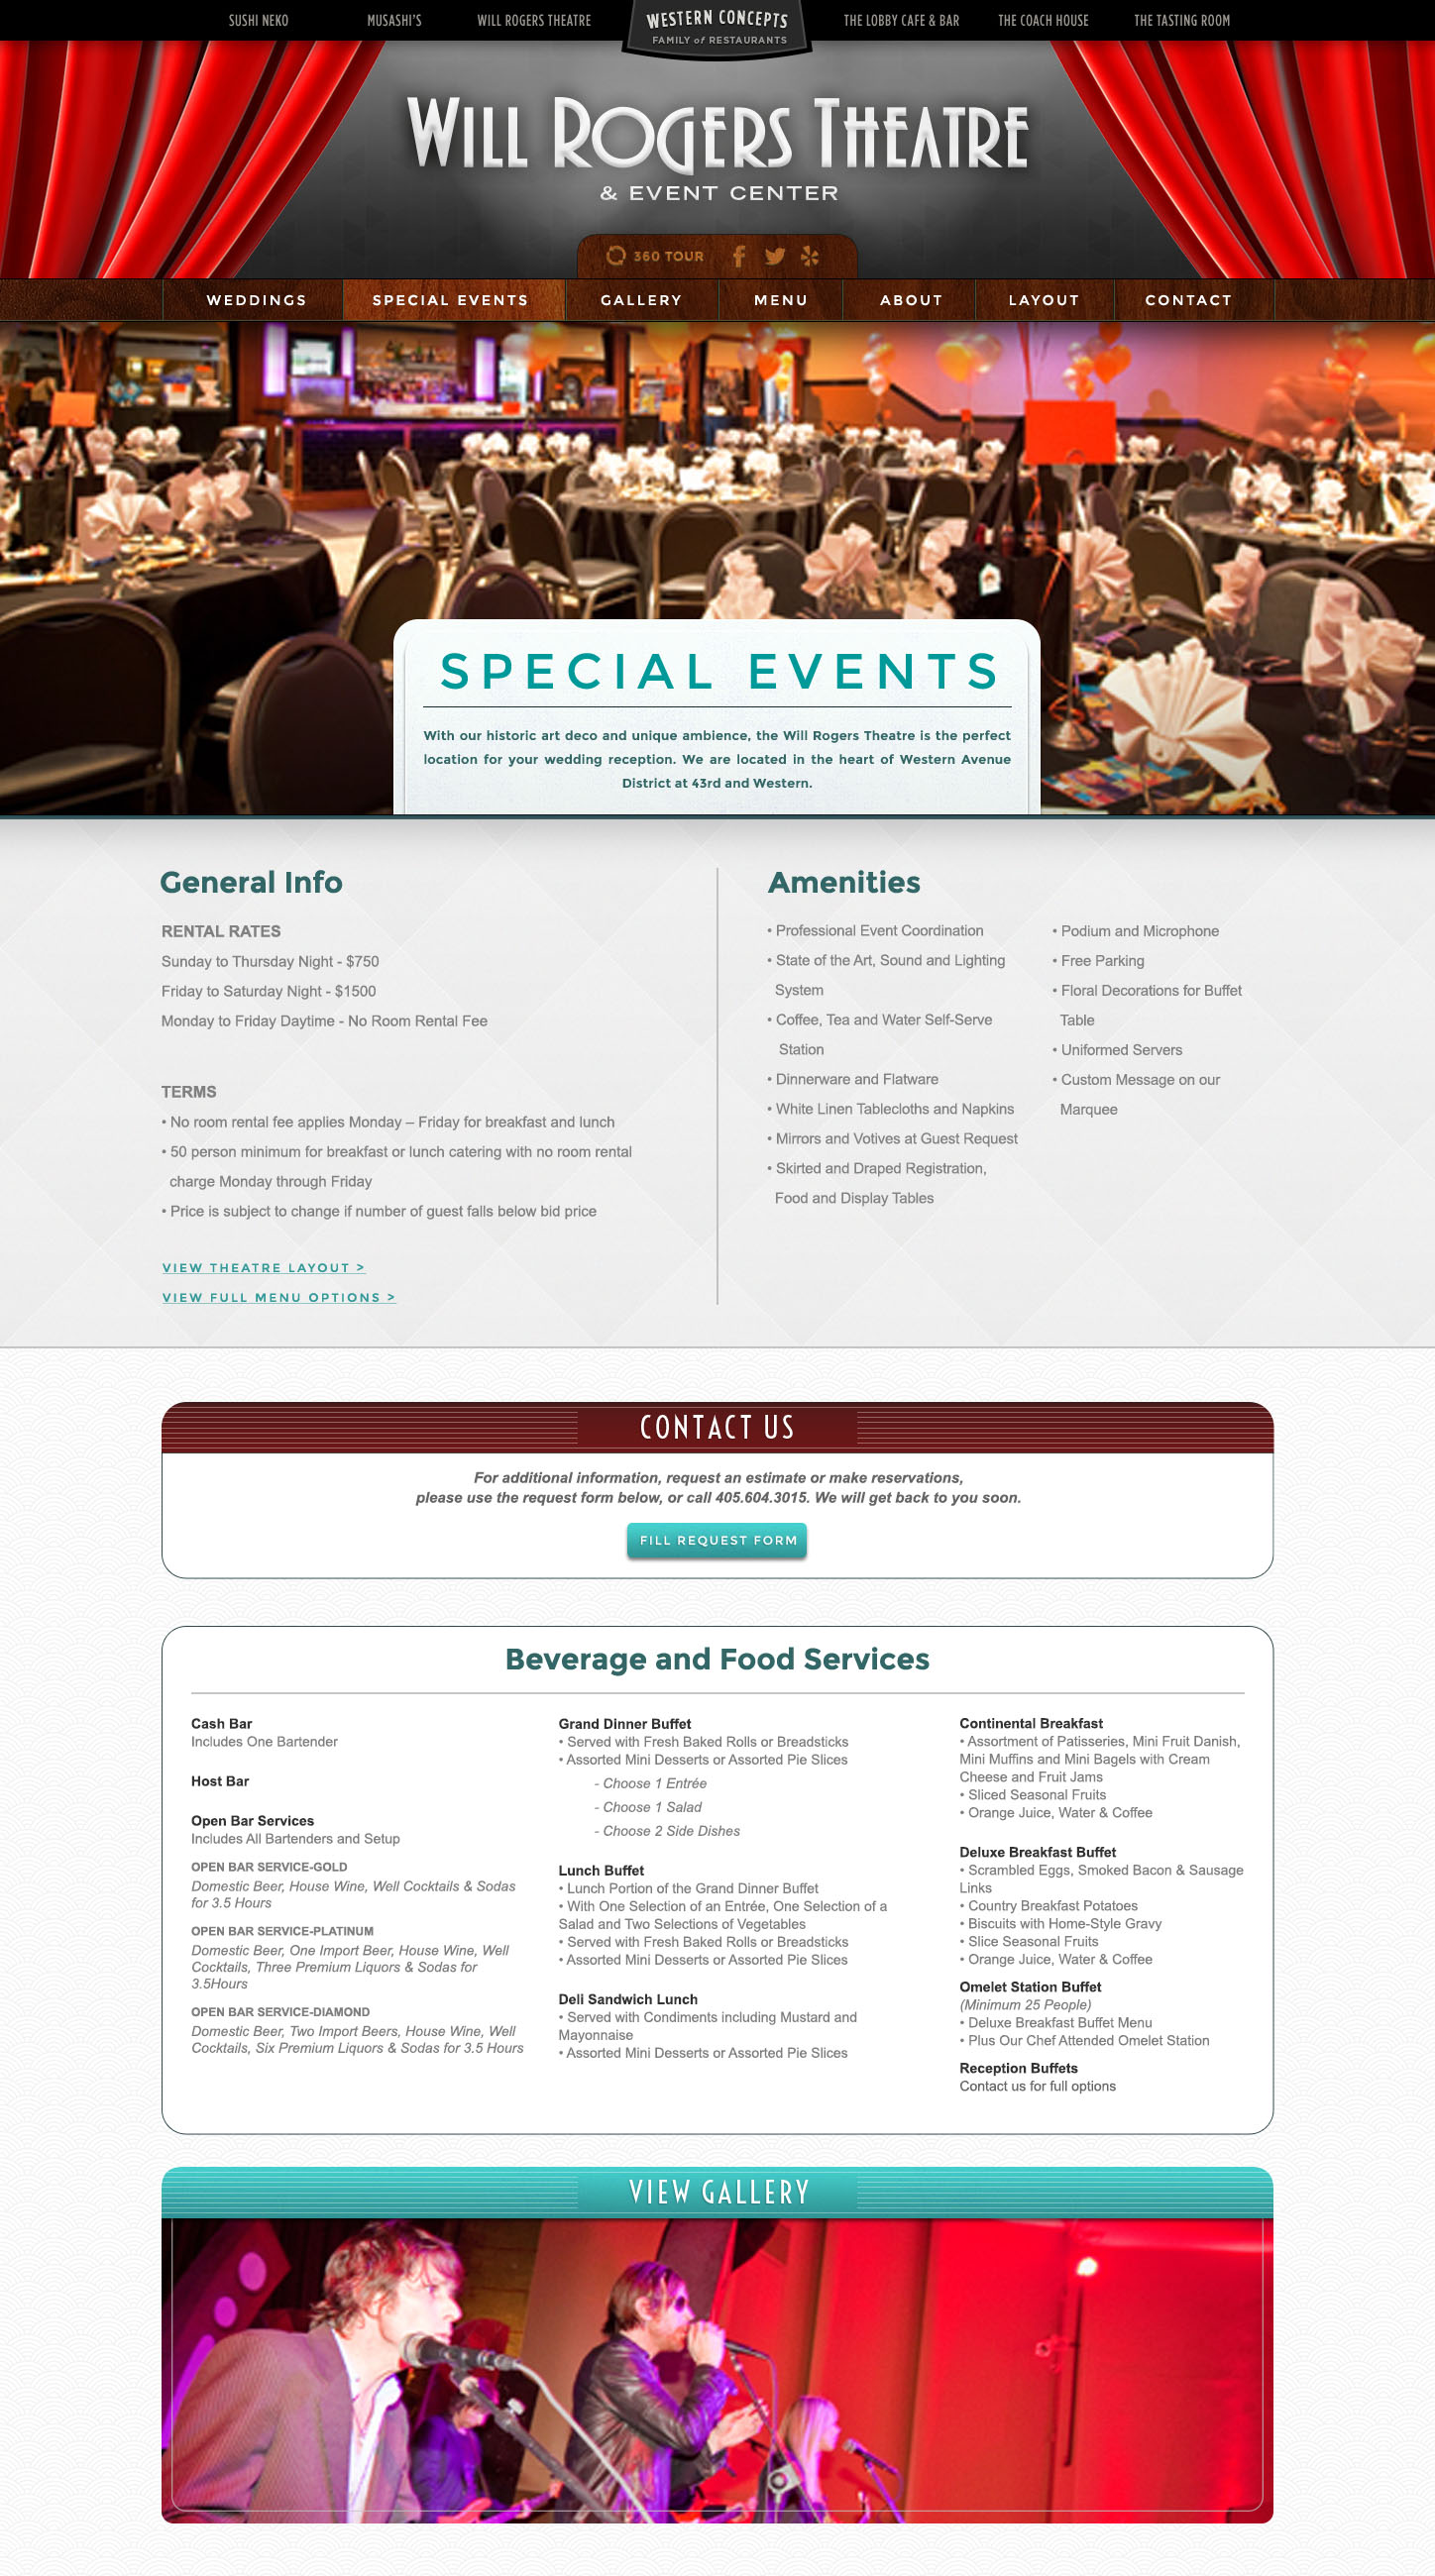 SUSHI NEKO
MUSASHI'S
WILL ROGERS THEATRE
WESTERN CONCEPTS
FAMILY of RESTAURANTS
THE LOBBY CAFE & BAR
THE COACH HOUSE
THE TASTING ROOM
WILL ROGERS THEATRE
& EVENT CENTER
360 TOUR
WEDDINGS
SPECIAL EVENTS
GALLERY
MENU
ABOUT
LAYOUT
CONTACT
SPECIAL EVENTS
With our historic art deco and unique ambience, the Will Rogers Theatre is the perfect
location for your wedding reception. We are located in the heart of Western Avenue
District at 43rd and Western.
General Info
RENTAL RATES
Sunday to Thursday Night - $750
Friday to Saturday Night - $1500
Monday to Friday Daytime - No Room Rental Fee
TERMS
• No room rental fee applies Monday – Friday for breakfast and lunch
• 50 person minimum for breakfast or lunch catering with no room rental
charge Monday through Friday
• Price is subject to change if number of guest falls below bid price
VIEW THEATRE LAYOUT >
VIEW FULL MENU OPTIONS >
Amenities
• Professional Event Coordination
• State of the Art, Sound and Lighting
System
• Coffee, Tea and Water Self-Serve
Station
• Dinnerware and Flatware
• White Linen Tablecloths and Napkins
• Mirrors and Votives at Guest Request
• Skirted and Draped Registration,
Food and Display Tables
• Podium and Microphone
• Free Parking
• Floral Decorations for Buffet
Table
• Uniformed Servers
• Custom Message on our
Marquee
CONTACT US
For additional information, request an estimate or make reservations,
please use the request form below, or call 405.604.3015. We will get back to you soon.
FILL REQUEST FORM
Beverage and Food Services
Cash Bar
Includes One Bartender
Host Bar
Open Bar Services
Includes All Bartenders and Setup
OPEN BAR SERVICE-GOLD
Domestic Beer, House Wine, Well Cocktails & Sodas
for 3.5 Hours
OPEN BAR SERVICE-PLATINUM
Domestic Beer, One Import Beer, House Wine, Well
Cocktails, Three Premium Liquors & Sodas for
3.5Hours
OPEN BAR SERVICE-DIAMOND
Domestic Beer, Two Import Beers, House Wine, Well
Cocktails, Six Premium Liquors & Sodas for 3.5 Hours
Grand Dinner Buffet
• Served with Fresh Baked Rolls or Breadsticks
• Assorted Mini Desserts or Assorted Pie Slices
- Choose 1 Entrée
- Choose 1 Salad
- Choose 2 Side Dishes
Lunch Buffet
• Lunch Portion of the Grand Dinner Buffet
• With One Selection of an Entrée, One Selection of a
Salad and Two Selections of Vegetables
• Served with Fresh Baked Rolls or Breadsticks
• Assorted Mini Desserts or Assorted Pie Slices
Deli Sandwich Lunch
• Served with Condiments including Mustard and
Mayonnaise
• Assorted Mini Desserts or Assorted Pie Slices
Continental Breakfast
• Assortment of Patisseries, Mini Fruit Danish,
Mini Muffins and Mini Bagels with Cream
Cheese and Fruit Jams
• Sliced Seasonal Fruits
• Orange Juice, Water & Coffee
Deluxe Breakfast Buffet
• Scrambled Eggs, Smoked Bacon & Sausage
Links
• Country Breakfast Potatoes
• Biscuits with Home-Style Gravy
• Slice Seasonal Fruits
• Orange Juice, Water & Coffee
Omelet Station Buffet
(Minimum 25 People)
• Deluxe Breakfast Buffet Menu
• Plus Our Chef Attended Omelet Station
Reception Buffets
Contact us for full options
VIEW GALLERY